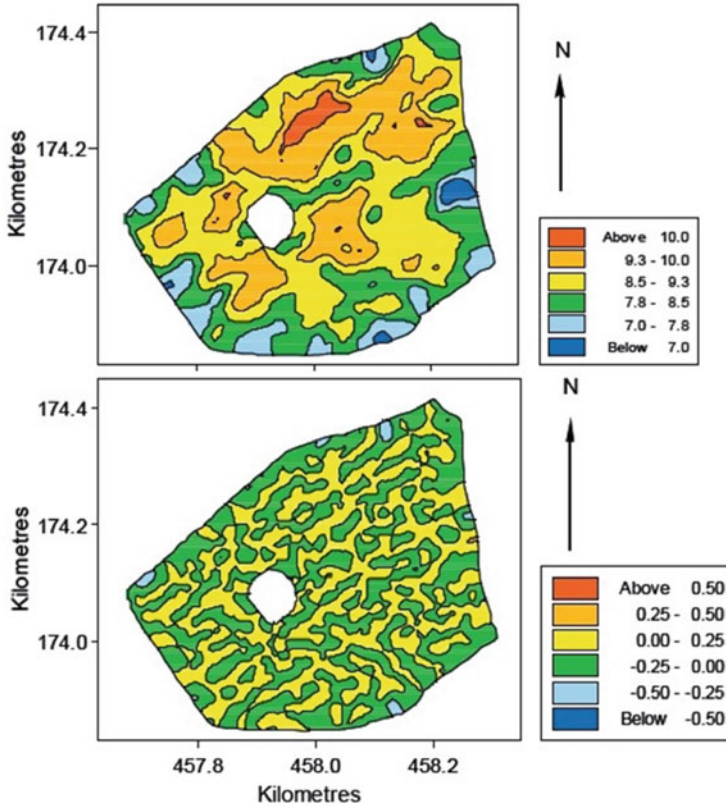 174.4
174.2
174.0
Kilometres
N
Above 10.0
9.3 - 10.0
8.5 - 9.3
7.8 - 8.5
7.0 - 7.8
Below 7.0
174.4
174.2
174.0
Kilometres
457.8 458.0 458.2
Kilometres
N
Above 0.50
0.25 - 0.50
0.00 - 0.25
-0.25 - 0.00
-0.50 - -0.25
Below -0.50